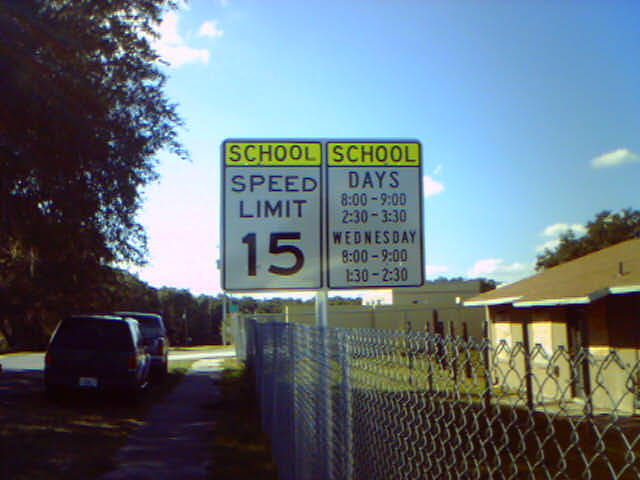 SCHOOL
SPEED
LIMIT
15
SCHOOL
DAYS
8:00-9:00
2:30-3:30
WEDNESDAY
8:00-9:00
1:30-2:30